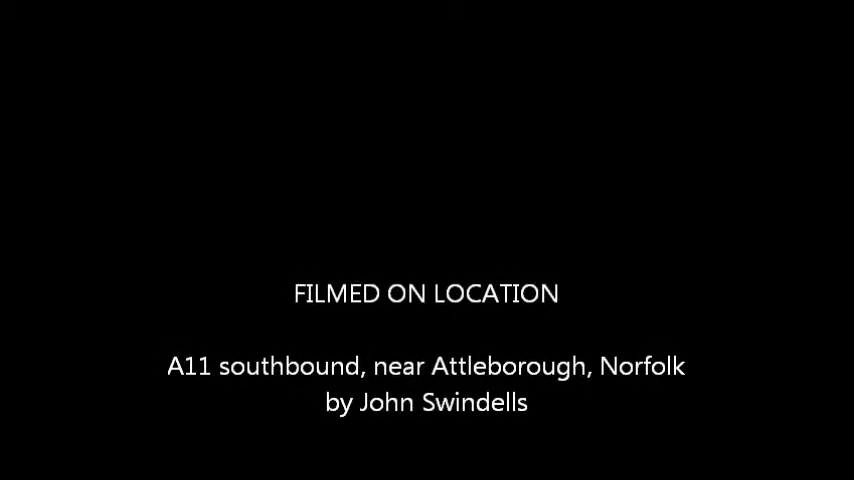 FILMED ON LOCATION
A11 southbound, near Attleborough, Norfolk
by John Swindells